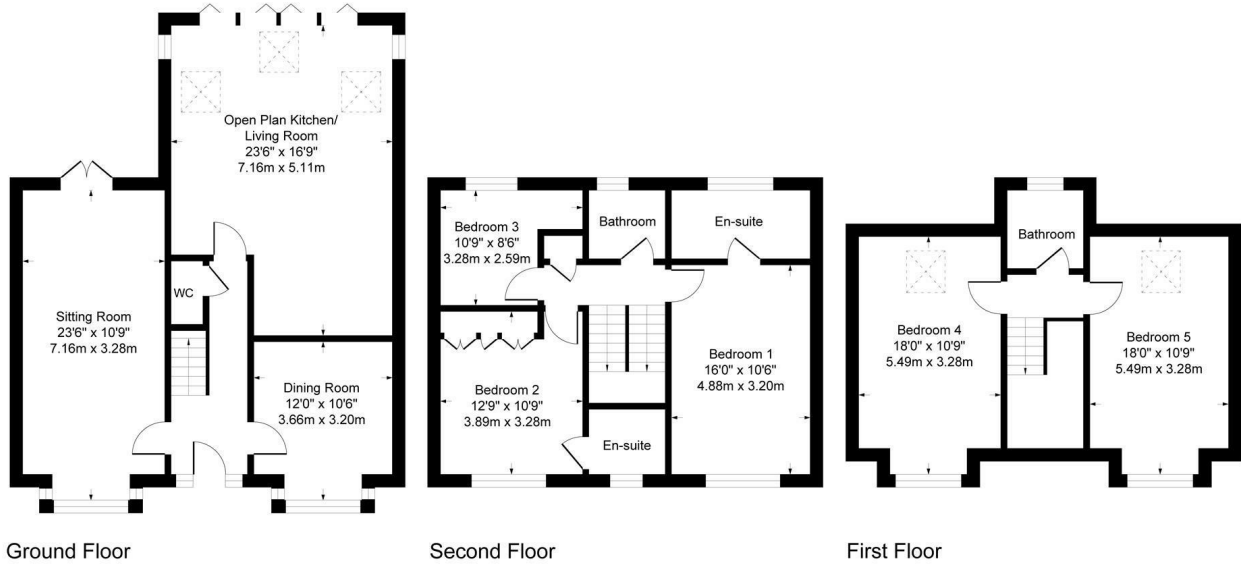 Open Plan Kitchen/
Living Room
23'6" x 16'9"
7.16m x 5.11m
WC
Sitting Room
23'6" x 10'9"
7.16m x 3.28m
Dining Room
12'0" x 10'6"
3.66m x 3.20m
Ground Floor
Bedroom 3
10'9" x 8'6"
3.28m x 2.59m
Bathroom
En-suite
Bedroom 1
16'0" x 10'6"
4.88m x 3.20m
Bedroom 2
12'9" x 10'9"
3.89m x 3.28m
En-suite
Second Floor
Bathroom
Bedroom 4
18'0" x 10'9"
5.49m x 3.28m
Bedroom 5
18'0" x 10'9"
5.49m x 3.28m
First Floor